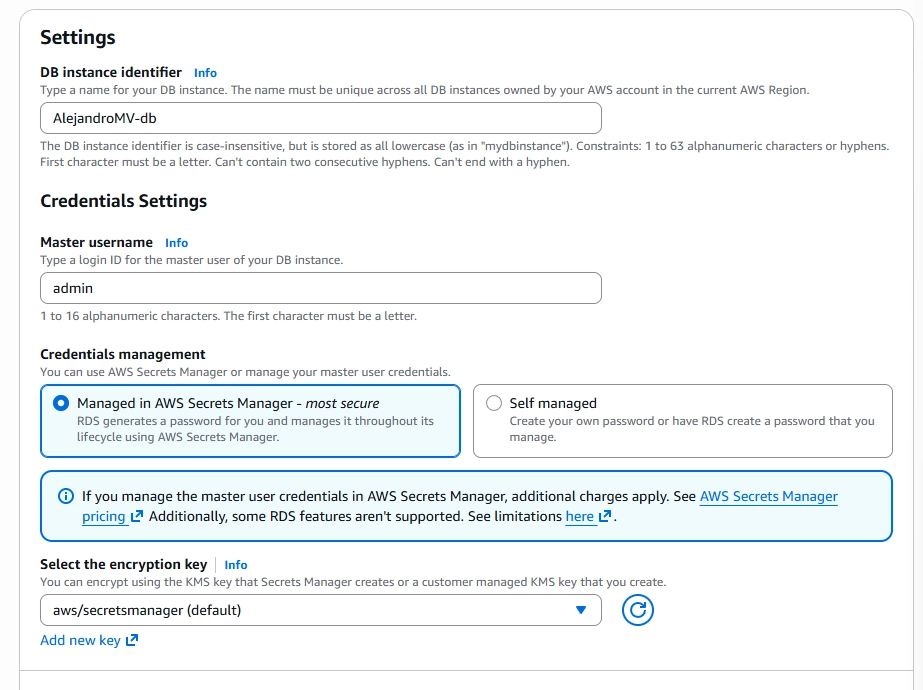 Settings
DB instance identifier Info
Type a name for your DB instance. The name must be unique across all DB instances owned by your AWS account in the current AWS Region.
AlejandroMV-db
The DB instance identifier is case-insensitive, but is stored as all lowercase (as in "mydbinstance"). Constraints: 1 to 63 alphanumeric characters or hyphens.
First character must be a letter. Can't contain two consecutive hyphens. Can't end with a hyphen.
Credentials Settings
Master username Info
Type a login ID for the master user of your DB instance.
admin
1 to 16 alphanumeric characters. The first character must be a letter.
Credentials management
You can use AWS Secrets Manager or manage your master user credentials.
Managed in AWS Secrets Manager - most secure
RDS generates a password for you and manages it throughout its
lifecycle using AWS Secrets Manager.
Self managed
Create your own password or have RDS create a password that you
manage.
If you manage the master user credentials in AWS Secrets Manager, additional charges apply. See AWS Secrets Manager
pricing Additionally, some RDS features aren't supported. See limitations here .
Select the encryption key Info
You can encrypt using the KMS key that Secrets Manager creates or a customer managed KMS key that you create.
aws/secretsmanager (default)
Add new key